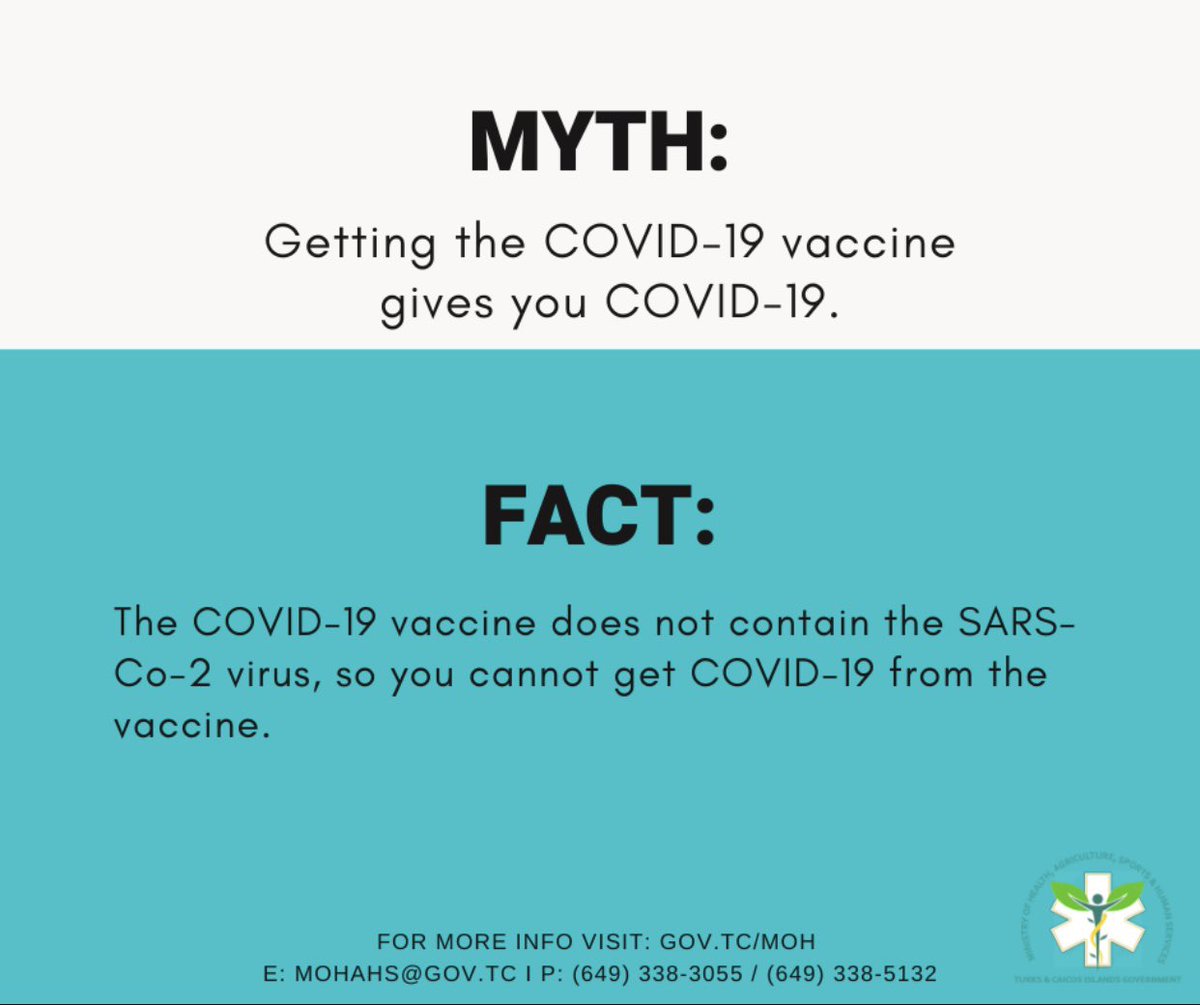 MYTH:
Getting the COVID-19 vaccine
gives you COVID-19.
FACT:
The COVID-19 vaccine does not contain the SARS-
Co-2 virus, so you cannot get COVID-19 from the
vaccine.
FOR MORE INFO VISIT: GOV.TC/MOH
E: MOHAHS@GOV.TC I P: (649) 338-3055 / (649) 338-5132
MINISTRY OF HEALTH, AGRICULTURE, SPORTS & HUMAN SERVICES
TURKS & CAICOS ISLANDS GOVERNMENT